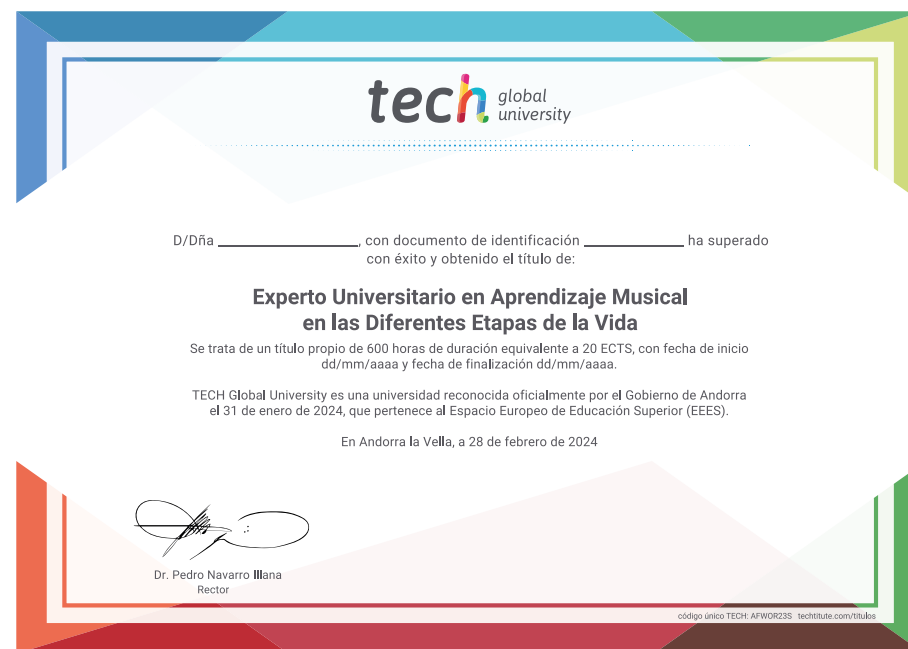 tech global
university
D/Dña ____________, con documento de identificación ____________ ha superado
con éxito y obtenido el título de:
Experto Universitario en Aprendizaje Musical
en las Diferentes Etapas de la Vida
Se trata de un título propio de 600 horas de duración equivalente a 20 ECTS, con fecha de inicio
dd/mm/aaaa y fecha de finalización dd/mm/aaaa.
TECH Global University es una universidad reconocida oficialmente por el Gobierno de Andorra
el 31 de enero de 2024, que pertenece al Espacio Europeo de Educación Superior (EEES).
En Andorra la Vella, a 28 de febrero de 2024
Dr. Pedro Navarro Illana
Rector
código único TECH: AFWOR23S techtitute.com/titulos